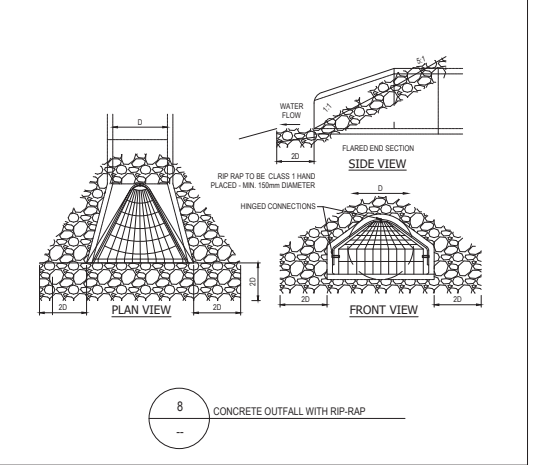 D
5:1
1:1
WATER
FLOW
2D
FLARED END SECTION
SIDE VIEW
RIP RAP TO BE CLASS 1 HAND
PLACED - MIN. 150mm DIAMETER
HINGED CONNECTIONS
D
2D
2D
2D
PLAN VIEW
2D
2D
FRONT VIEW
8
--
CONCRETE OUTFALL WITH RIP-RAP